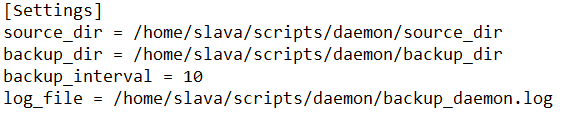 [Settings]
source_dir = /home/slava/scripts/daemon/source_dir
backup_dir = /home/slava/scripts/daemon/backup_dir
backup_interval = 10
log_file = /home/slava/scripts/daemon/backup_daemon.log